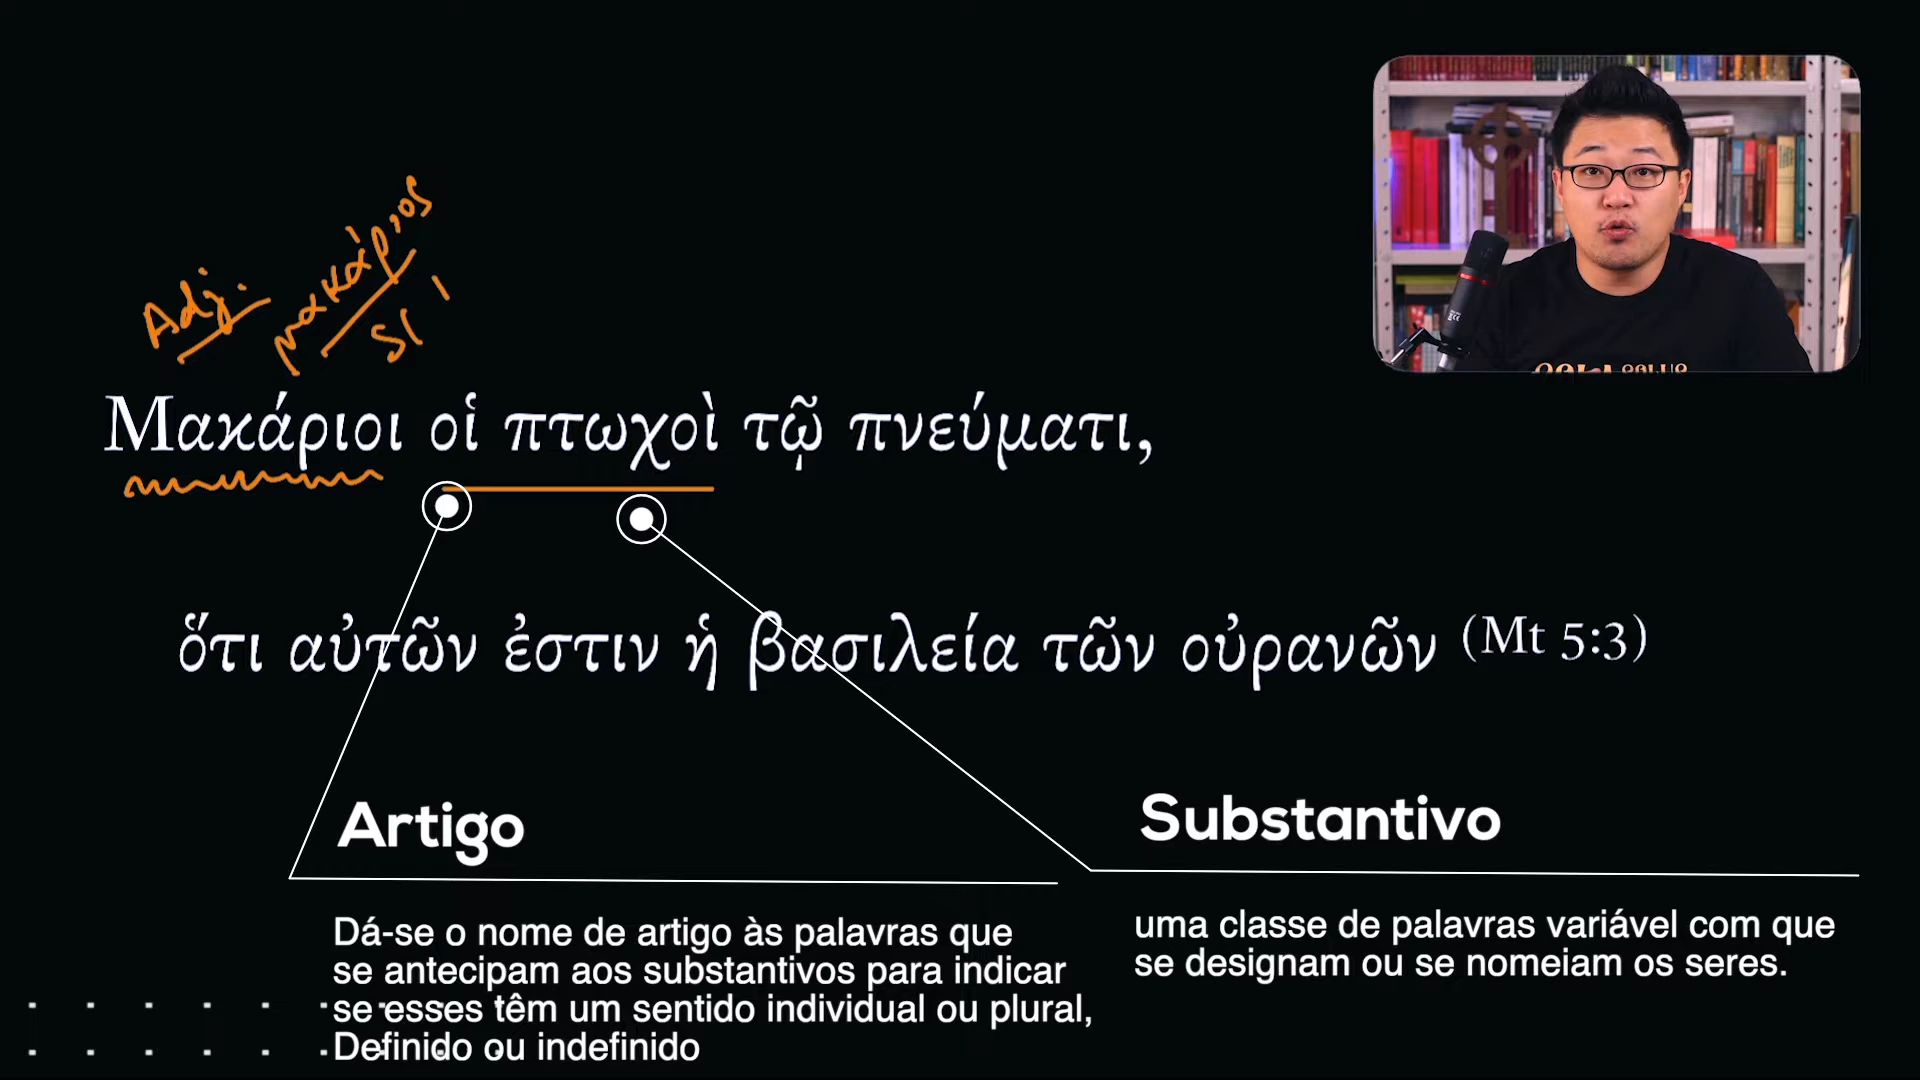 Adj.
μακάριος
Μακάριοι οἱ πτωχοὶ τῷ πνεύματι,
ὅτι αὐτῶν ἐστιν ἡ βασιλεία τῶν οὐρανῶν (Mt 5:3)
Artigo
Dá-se o nome de artigo às palavras que
se antecipam aos substantivos para indicar
se esses têm um sentido individual ou plural,
Definido ou indefinido
Substantivo
uma classe de palavras variável com que
se designam ou se nomeiam os seres.